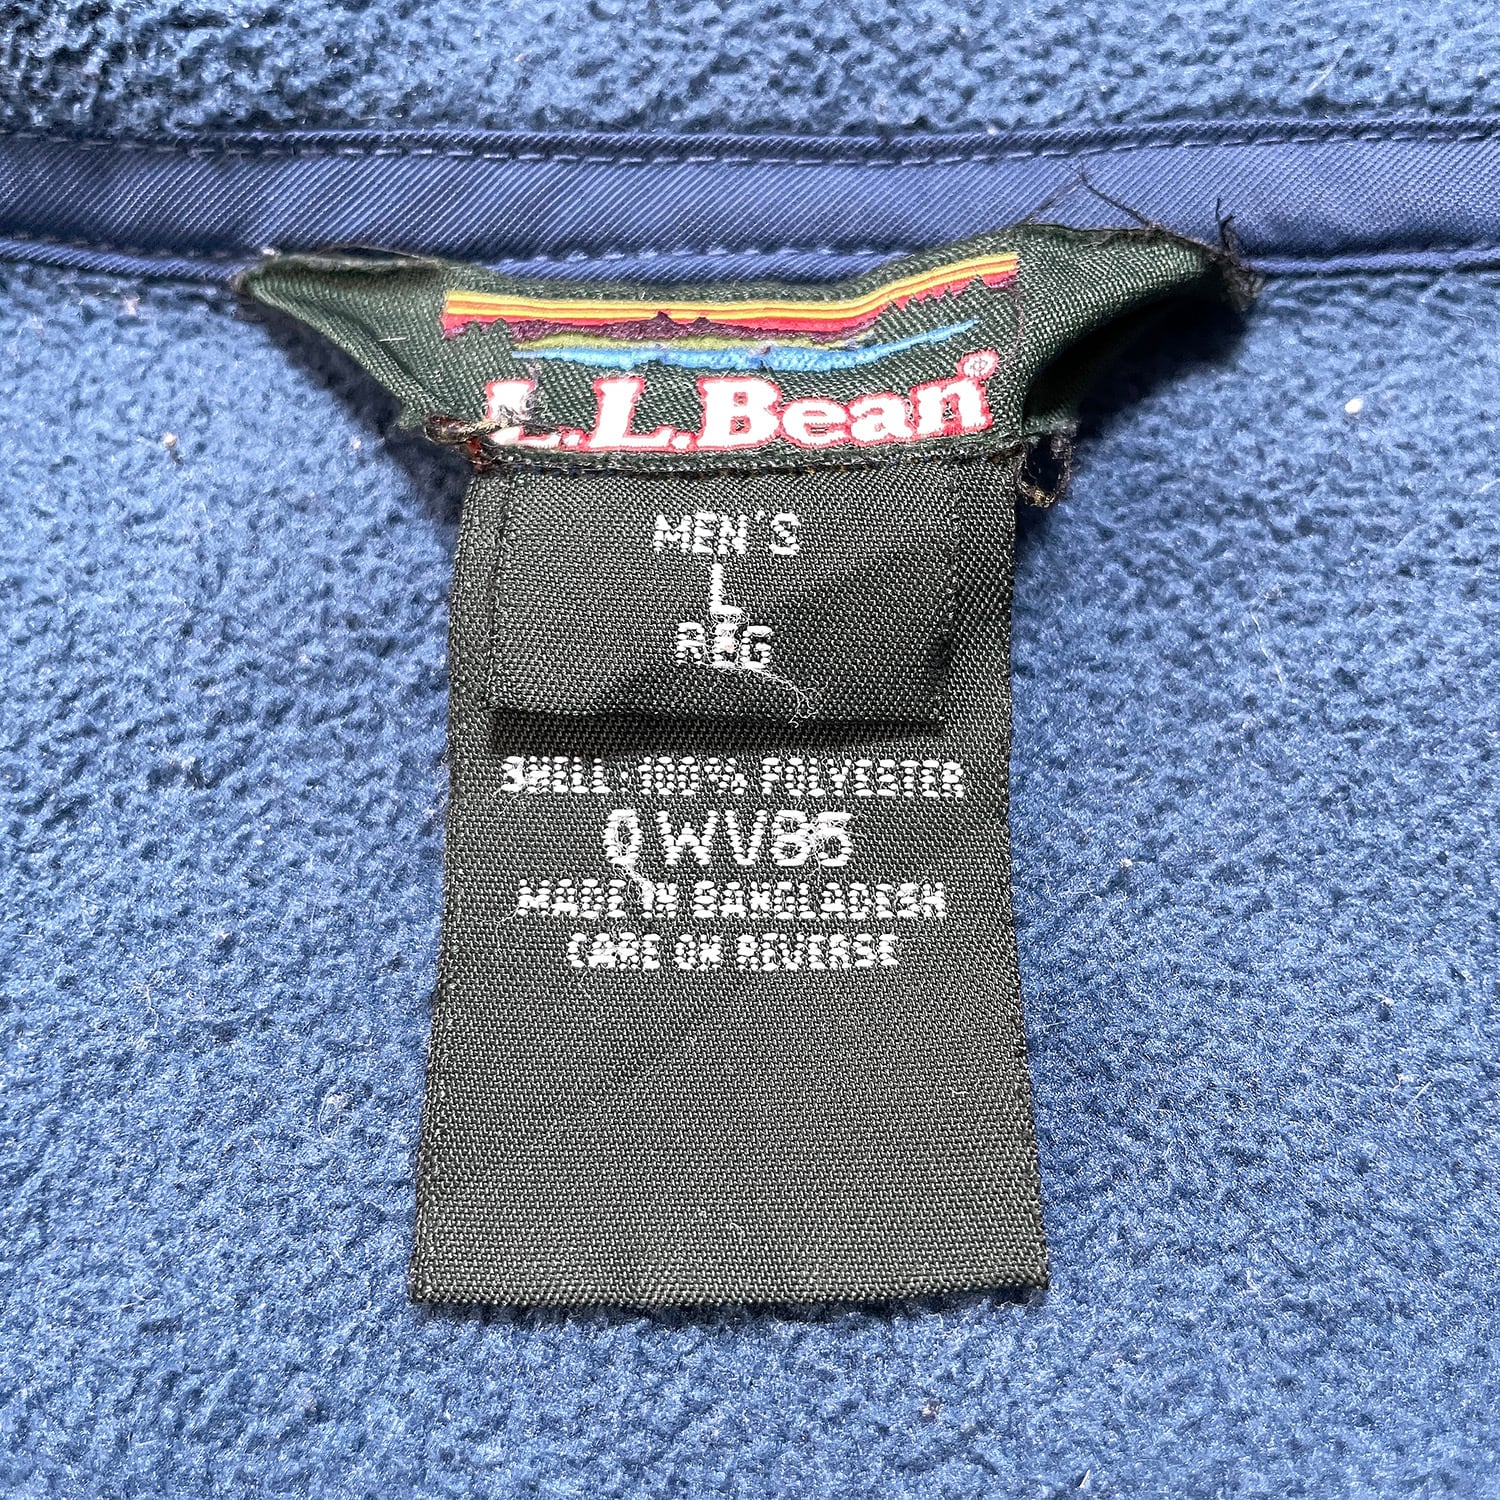 L.L.Bean®
MEN'S
L
REG
SHELL:100% POLYESTER
0WV85
MADE IN BANGLADESH
CARE ON REVERSE